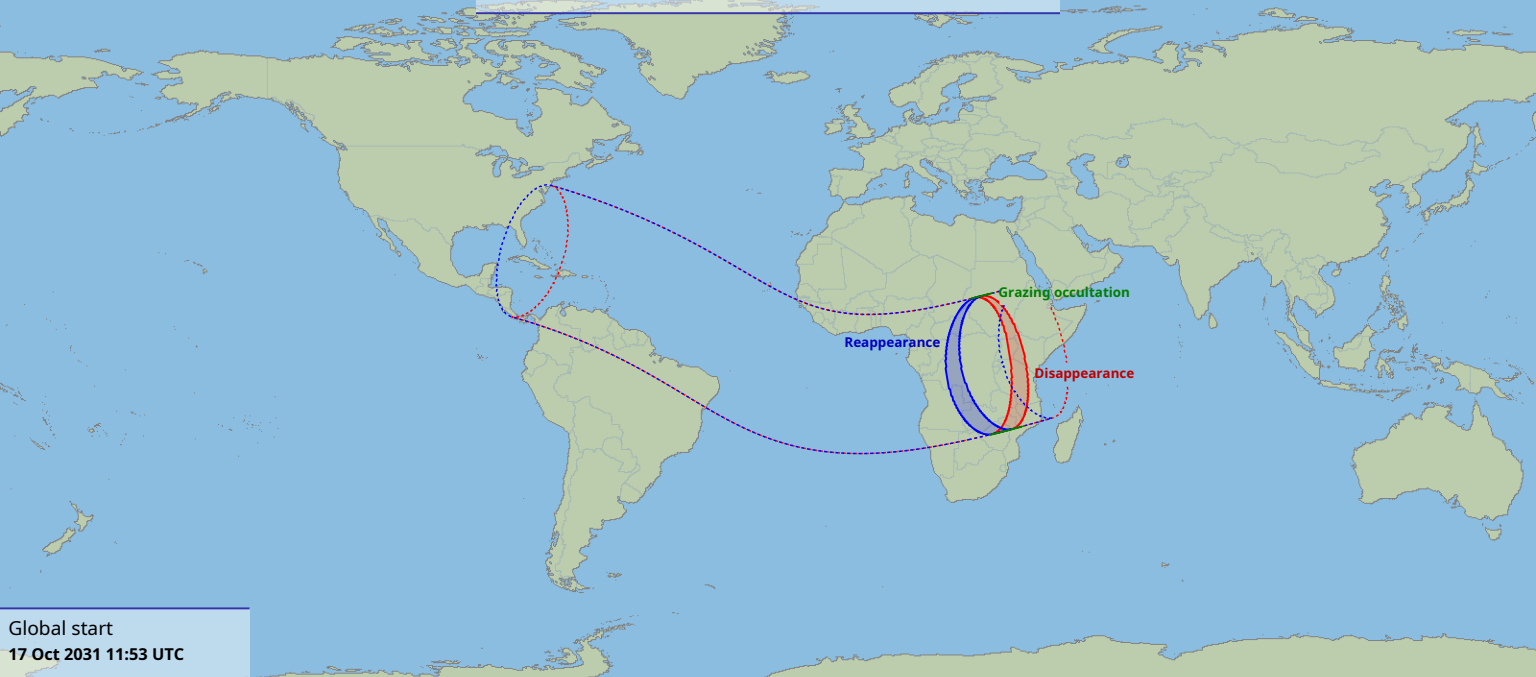 Grazing occultation
Reappearance
Disappearance
Global start
17 Oct 2031 11:53 UTC